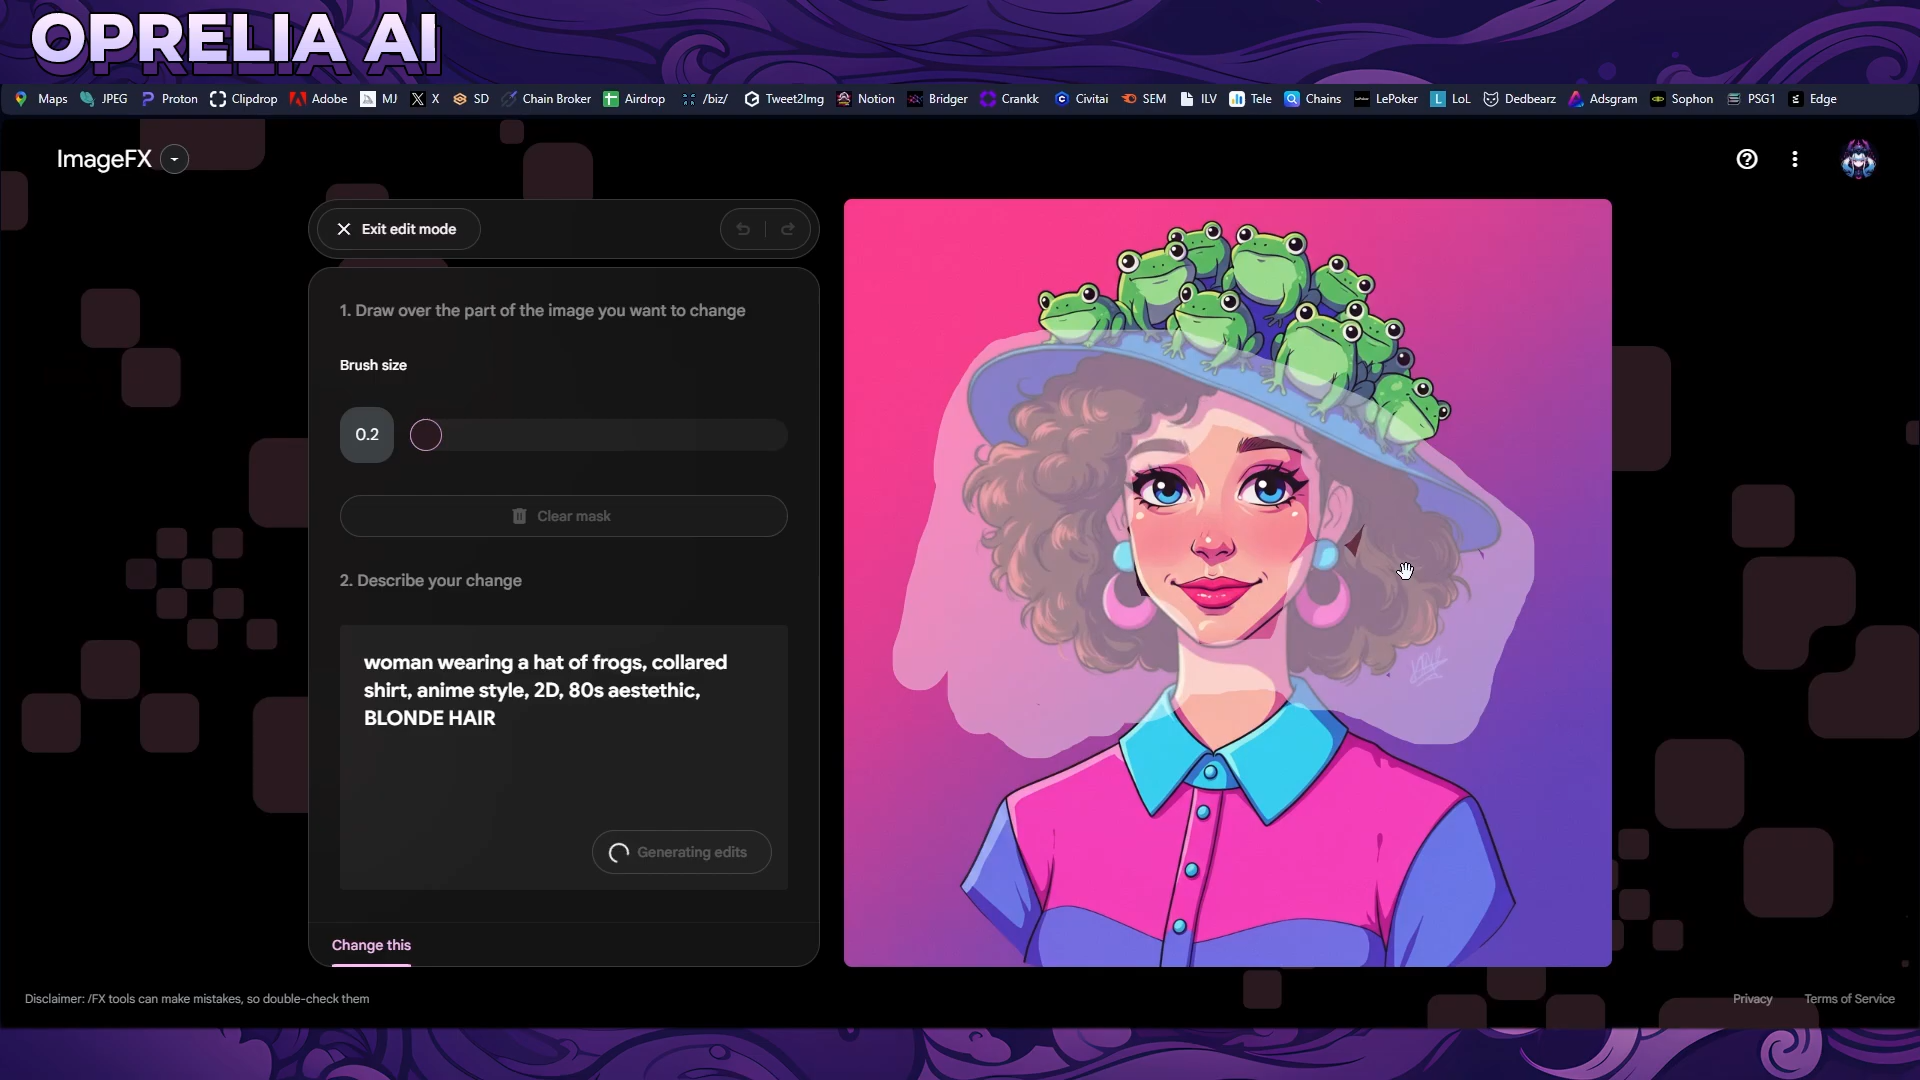 OPRELIA AI
Maps JPEG Proton Clipdrop Adobe MJ X SD Chain Broker Airdrop /biz/ Tweet2Img Notion Bridger Crankk Civitai SEM ILV Tele Chains LePoker LoL Dedbearz Adsgram Sophon PSG1 Edge
ImageFX
Exit edit mode
1. Draw over the part of the image you want to change
Brush size
0.2
Clear mask
2. Describe your change
woman wearing a hat of frogs, collared
shirt, anime style, 2D, 80s aestethic,
BLONDE HAIR
Generating edits
Change this
Disclaimer: /FX tools can make mistakes, so double-check them
Privacy Terms of Service